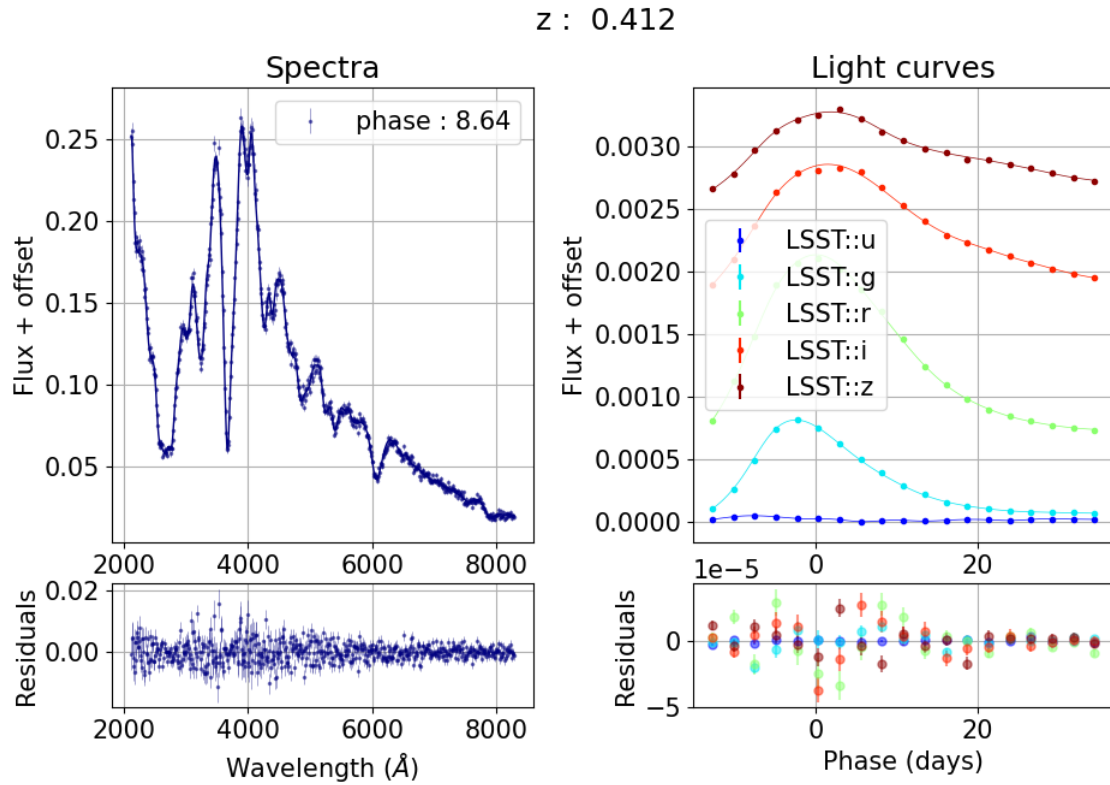 z : 0.412
Spectra
Flux + offset
0.25
0.20
0.15
0.10
0.05
phase : 8.64
2000 4000 6000 8000
Residuals
0.02
0.00
2000 4000 6000 8000
Wavelength (Å)
Light curves
Flux + offset
0.0030
0.0025
0.0020
0.0015
0.0010
0.0005
0.0000
LSST::u
LSST::g
LSST::r
LSST::i
LSST::z
0 20
1e−5
Residuals
0
−5
0 20
Phase (days)